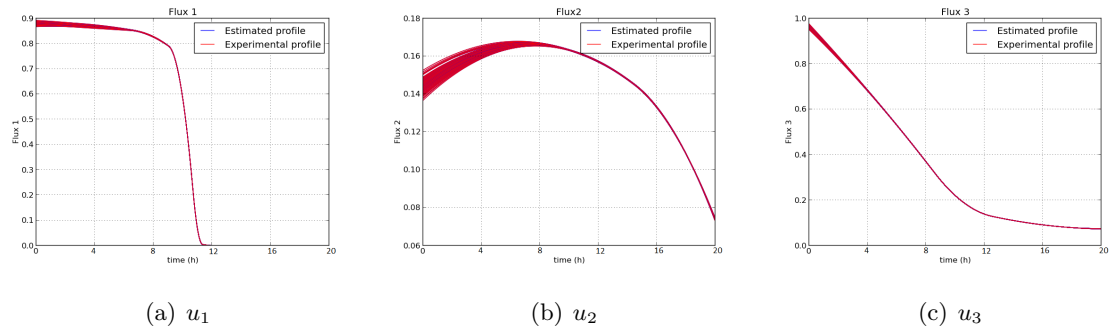 Flux 1
Estimated profile
Experimental profile
0.9
0.8
0.7
0.6
0.5
0.4
0.3
0.2
0.1
0.0
Flux 1
0 4 8 12 16 20
time (h)
(a) u₁
Flux2
Estimated profile
Experimental profile
0.18
0.16
0.14
0.12
0.10
0.08
0.06
Flux 2
0 4 8 12 16 20
time (h)
(b) u₂
Flux 3
Estimated profile
Experimental profile
1.0
0.8
0.6
0.4
0.2
0.0
Flux 3
0 4 8 12 16 20
time (h)
(c) u₃